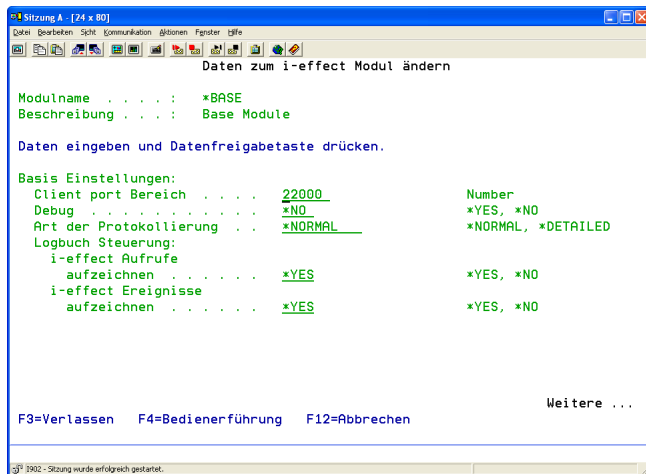 Sitzung A - [24 x 80]
Datei Bearbeiten Sicht Kommunikation Aktionen Fenster Hilfe
Daten zum i-effect Modul ändern
Modulname . . . . : *BASE
Beschreibung . . . : Base Module
Daten eingeben und Datenfreigabetaste drücken.
Basis Einstellungen:
Client port Bereich . . . . 22000 Number
Debug . . . . . . . . . . . *NO *YES, *NO
Art der Protokollierung . . *NORMAL *NORMAL, *DETAILED
Logbuch Steuerung:
i-effect Aufrufe
aufzeichnen . . . . . . *YES *YES, *NO
i-effect Ereignisse
aufzeichnen . . . . . . *YES *YES, *NO
Weitere ...
F3=Verlassen F4=Bedienerführung F12=Abbrechen
I902 - Sitzung wurde erfolgreich gestartet.